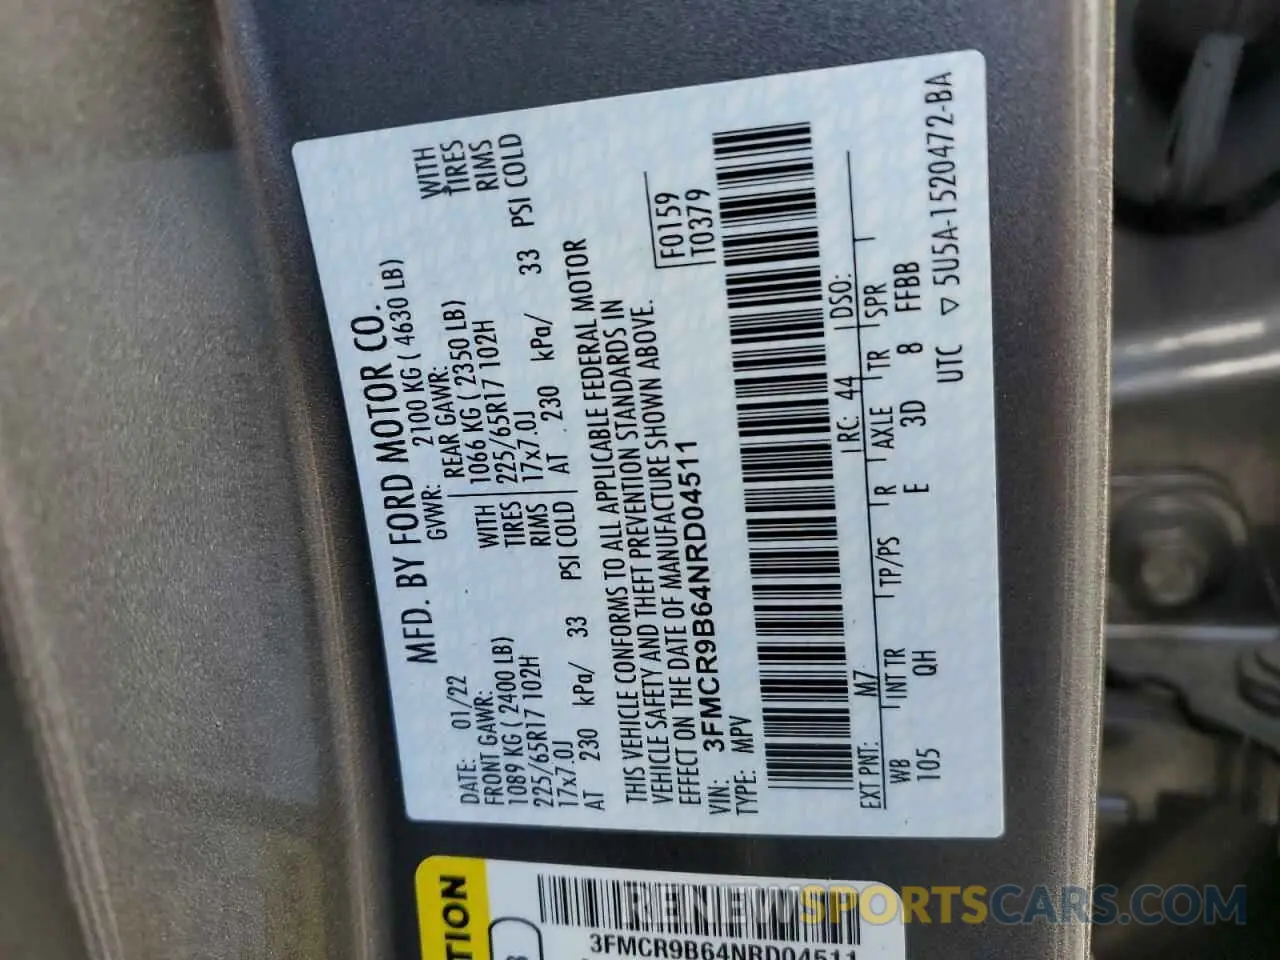 MFD. BY FORD MOTOR CO.
DATE: 01/22 GVWR: 2100 KG ( 4630 LB)
FRONT GAWR: REAR GAWR:
1089 KG ( 2400 LB) WITH 1066 KG ( 2350 LB) WITH
225/65R17 102H TIRES 225/65R17 102H TIRES
17x7.0J RIMS 17x7.0J RIMS
AT 230 kPa/ 33 PSI COLD AT 230 kPa/ 33 PSI COLD
THIS VEHICLE CONFORMS TO ALL APPLICABLE FEDERAL MOTOR
VEHICLE SAFETY AND THEFT PREVENTION STANDARDS IN
EFFECT ON THE DATE OF MANUFACTURE SHOWN ABOVE.
VIN: 3FMCR9B64NRD04511
F0159
TYPE: MPV
T0379
EXT PNT: M7 RC: 44 DSO:
WB INT TR TP/PS R AXLE TR SPR
105 QH E 3D 8 FFBB
UTC ▽ 5U5A-1520472-BA
TION
3FMCR9B64NRD04511
RENEWSPORTSCARS.COM